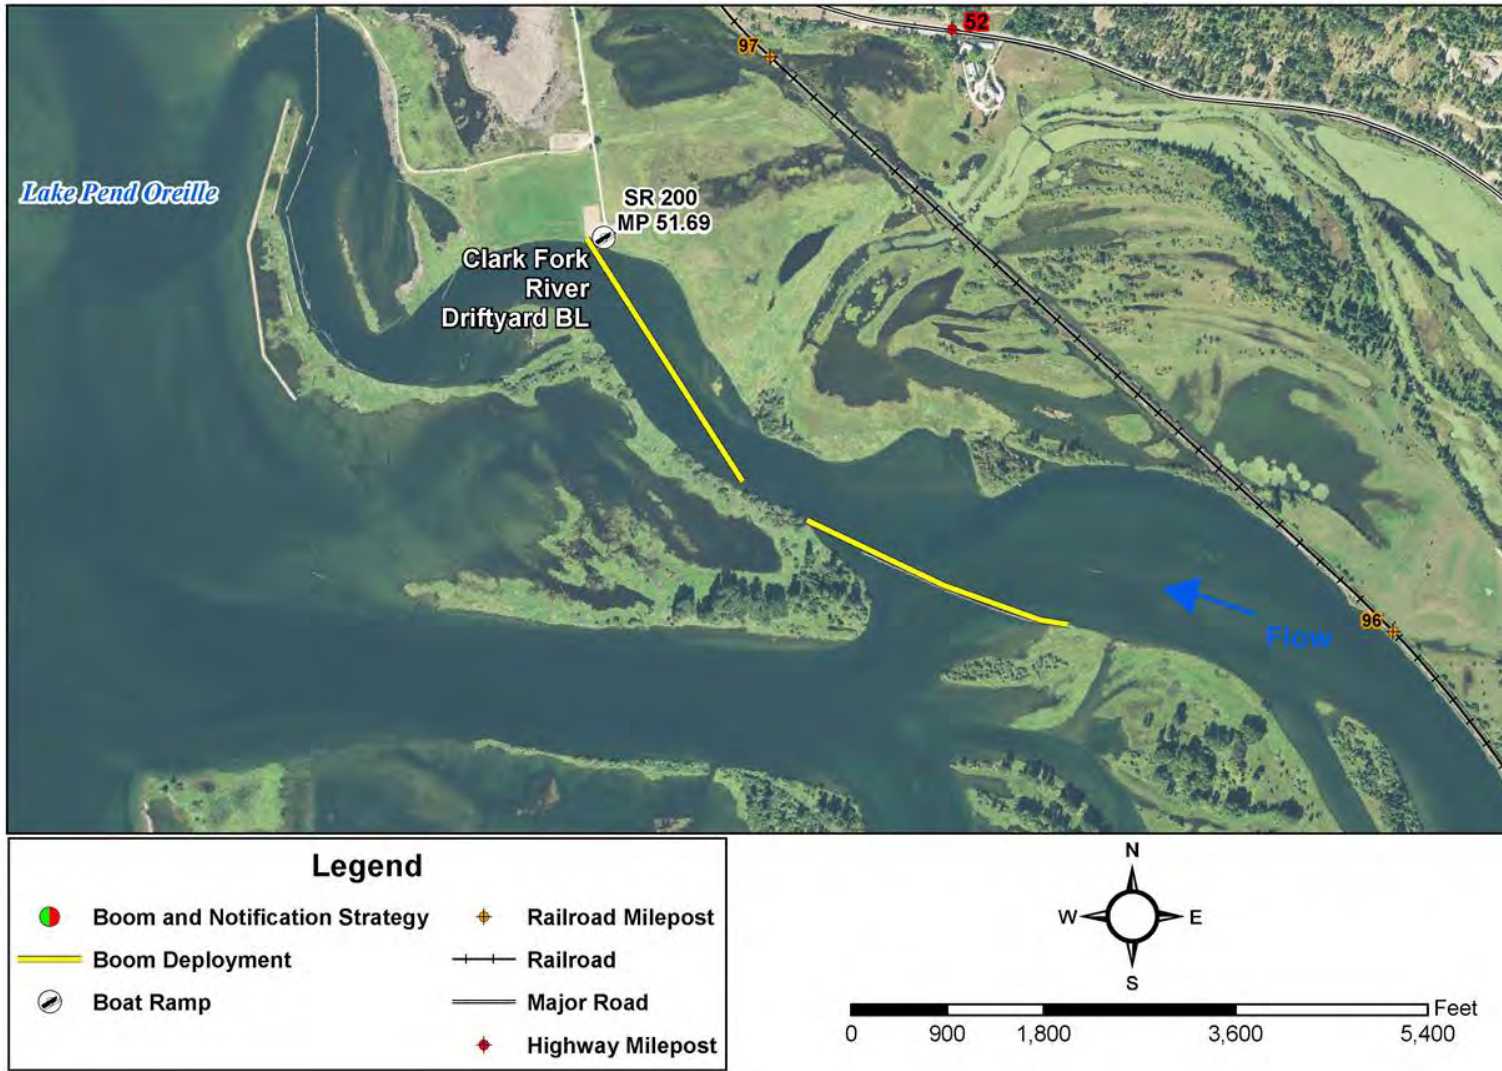 52
97
Lake Pend Oreille
SR 200
MP 51.69
Clark Fork
River
Driftyard BL
96
Flow
Legend
Boom and Notification Strategy
Railroad Milepost
Boom Deployment
Railroad
Boat Ramp
Major Road
Highway Milepost
N
W
E
S
Feet
0
900
1,800
3,600
5,400